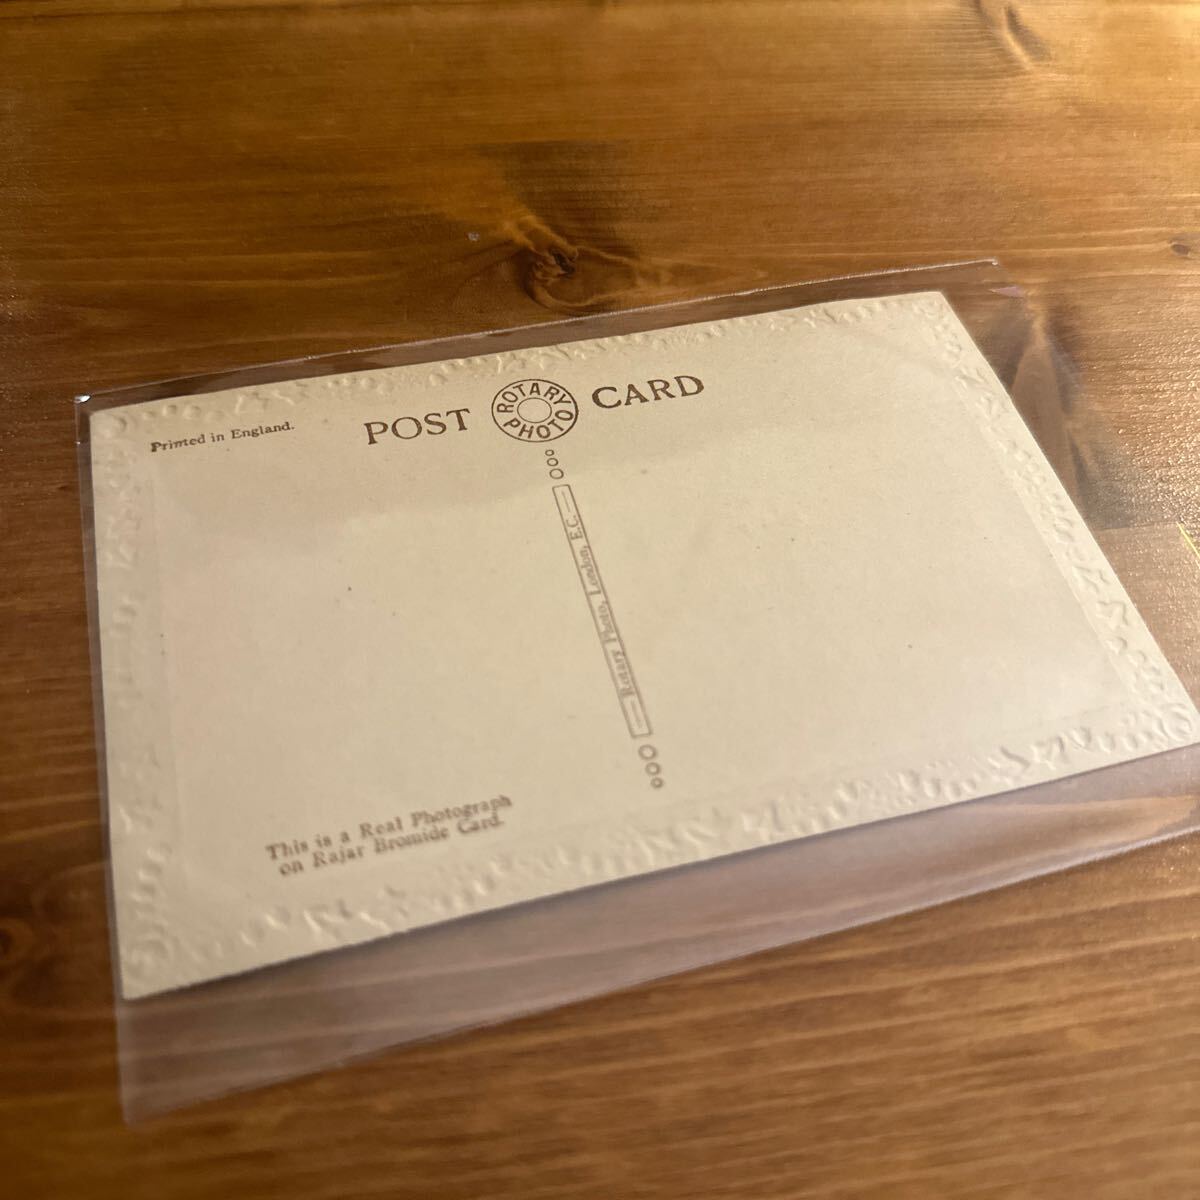 Printed in England.
POST CARD
ROTARY PHOTO
Rotary Photo, London, E.C.
This is a Real Photograph
on Rajar Bromide Card.